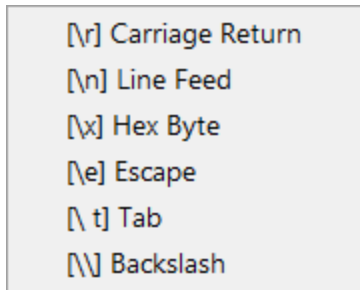 [\r] Carriage Return
[\n] Line Feed
[\x] Hex Byte
[\e] Escape
[\ t] Tab
[\\] Backslash